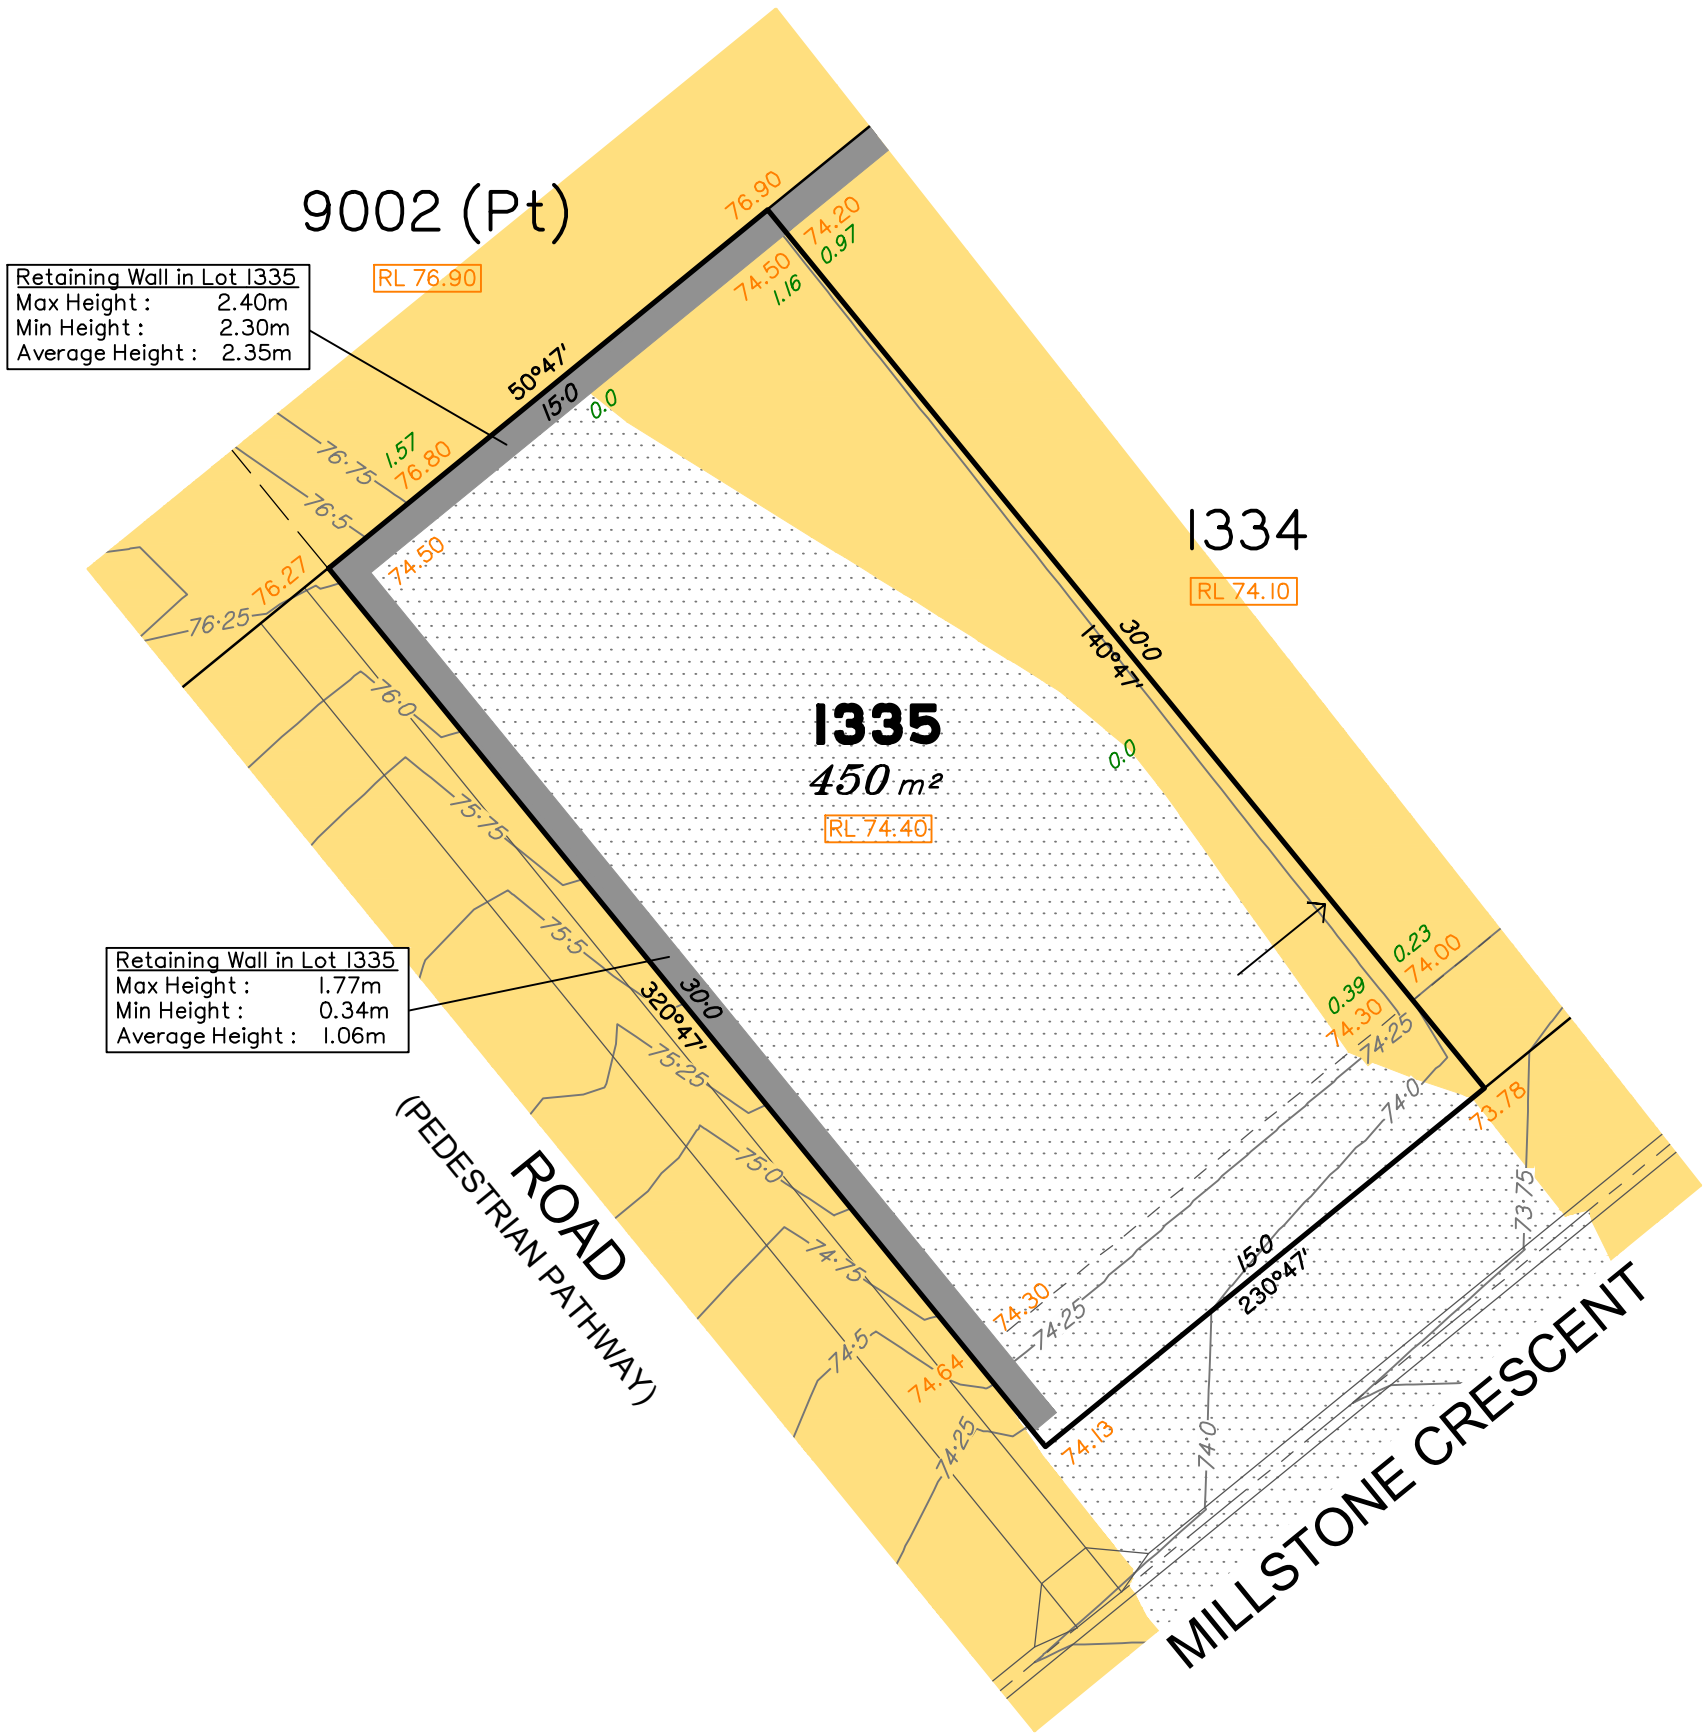 9002 (Pt)
RL 76.90
Retaining Wall in Lot 1335
Max Height : 2.40m
Min Height : 2.30m
Average Height : 2.35m
76.90
74.20
0.97
74.50
1.16
50°47'
15·0
0.0
1.57
76.80
76·75
76·5
74.50
76.27
76·25
1334
RL 74.10
30·0
140°47'
76·0
1335
450 m²
RL 74.40
0.0
75·75
75·5
0.23
74.00
0.39
74.30
74·25
Retaining Wall in Lot 1335
Max Height : 1.77m
Min Height : 0.34m
Average Height : 1.06m
30·0
320°47'
75·25
74·0
73.78
75·0
73·75
ROAD
(PEDESTRIAN PATHWAY)
74·75
15·0
230°47'
74.30
74·25
74·5
74.64
74·25
74.13
74·0
MILLSTONE CRESCENT